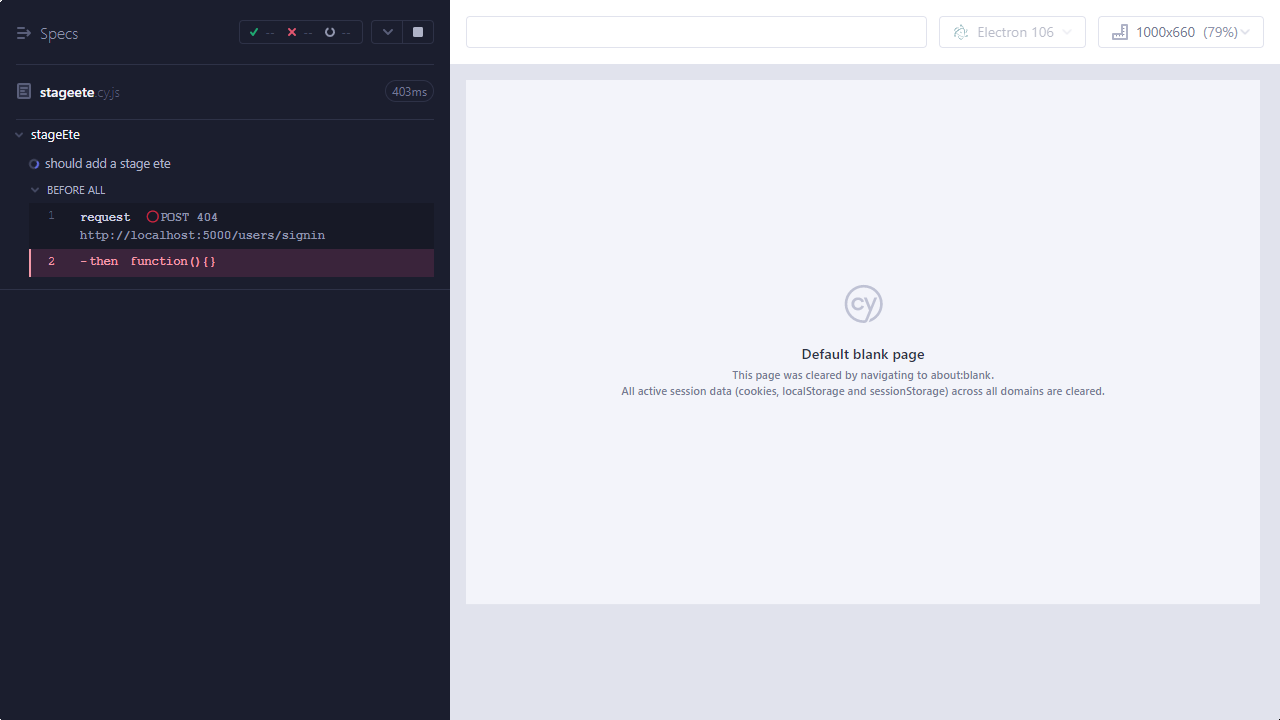 Specs
-- -- --
stageete.cy.js
403ms
stageEte
should add a stage ete
BEFORE ALL
1 request POST 404
http://localhost:5000/users/signin
2 -then function(){}
Electron 106
1000x660 (79%)
cy
Default blank page
This page was cleared by navigating to about:blank.
All active session data (cookies, localStorage and sessionStorage) across all domains are cleared.